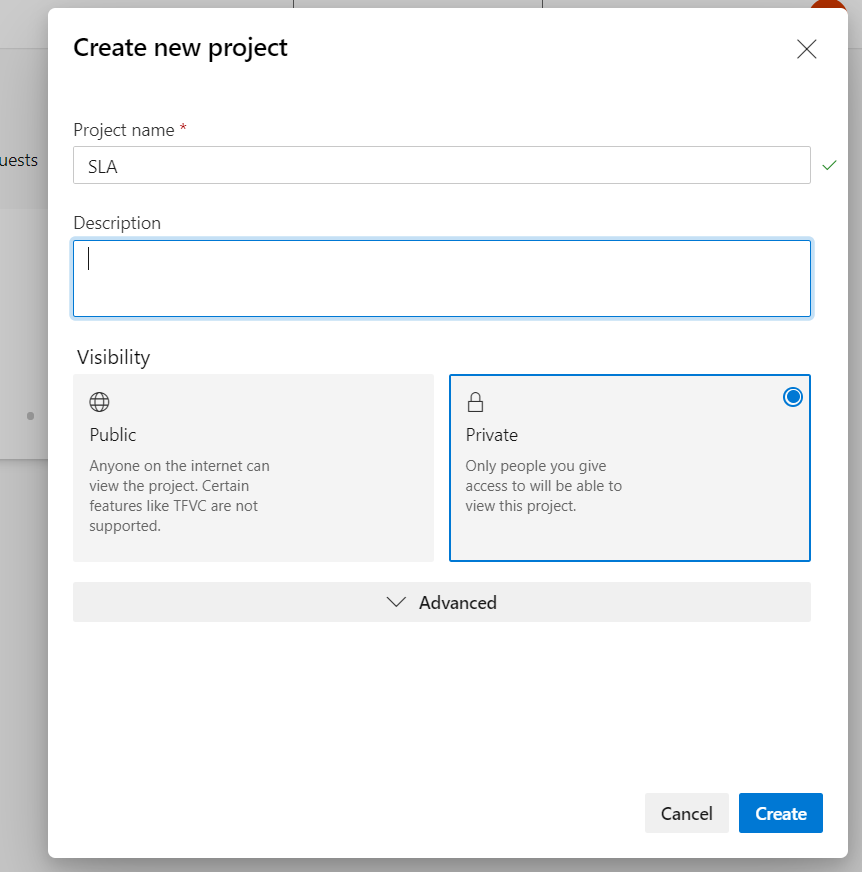 Create new project
Project name *
SLA
uests
Description
Visibility
Public
Anyone on the internet can
view the project. Certain
features like TFVC are not
supported.
Private
Only people you give
access to will be able to
view this project.
Advanced
Cancel
Create